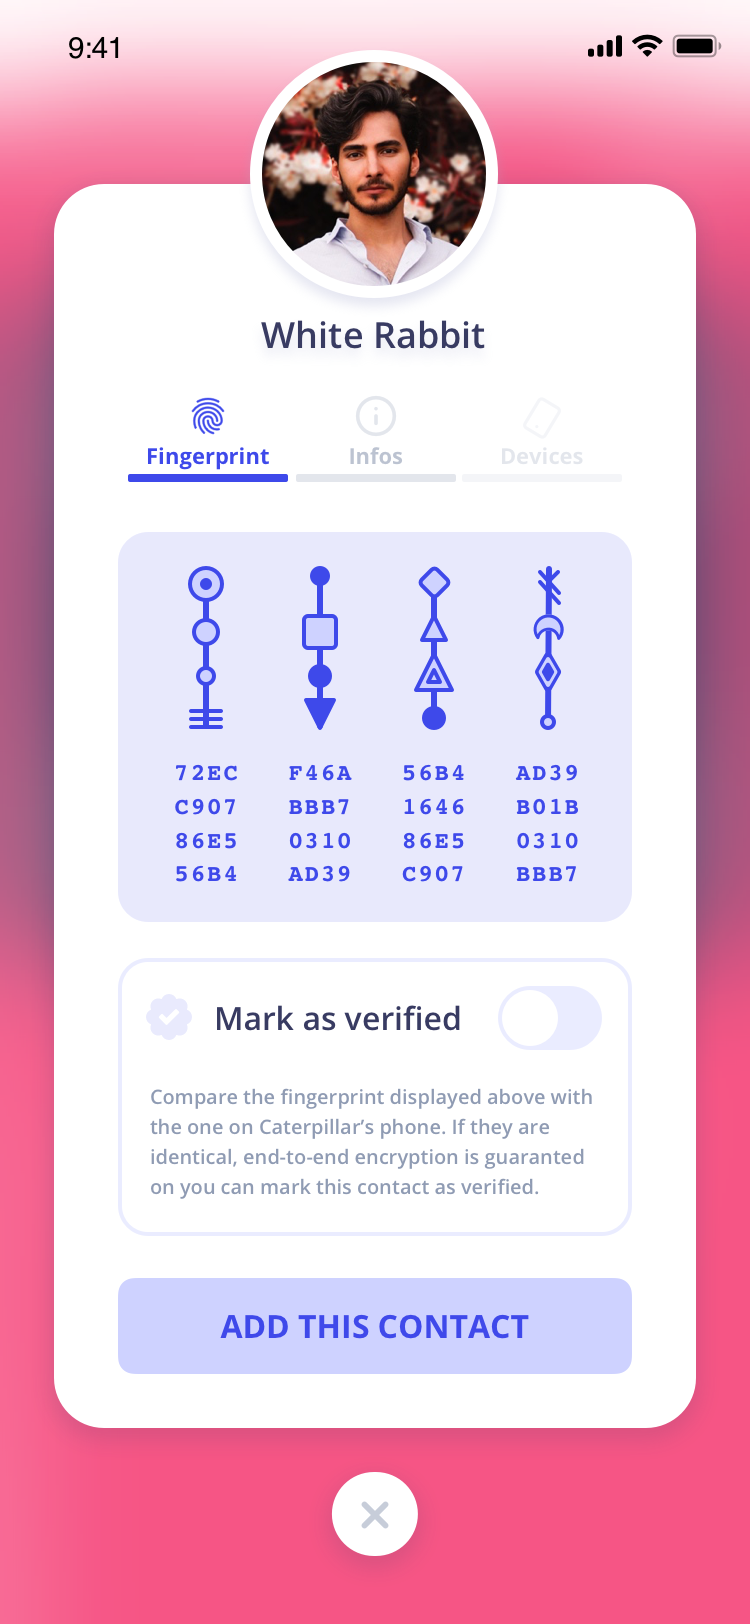 9:41
White Rabbit
Fingerprint Infos Devices
72EC F46A 56B4 AD39
C907 BBB7 1646 B01B
86E5 0310 86E5 0310
56B4 AD39 C907 BBB7
Mark as verified
Compare the fingerprint displayed above with
the one on Caterpillar’s phone. If they are
identical, end-to-end encryption is guaranted
on you can mark this contact as verified.
ADD THIS CONTACT